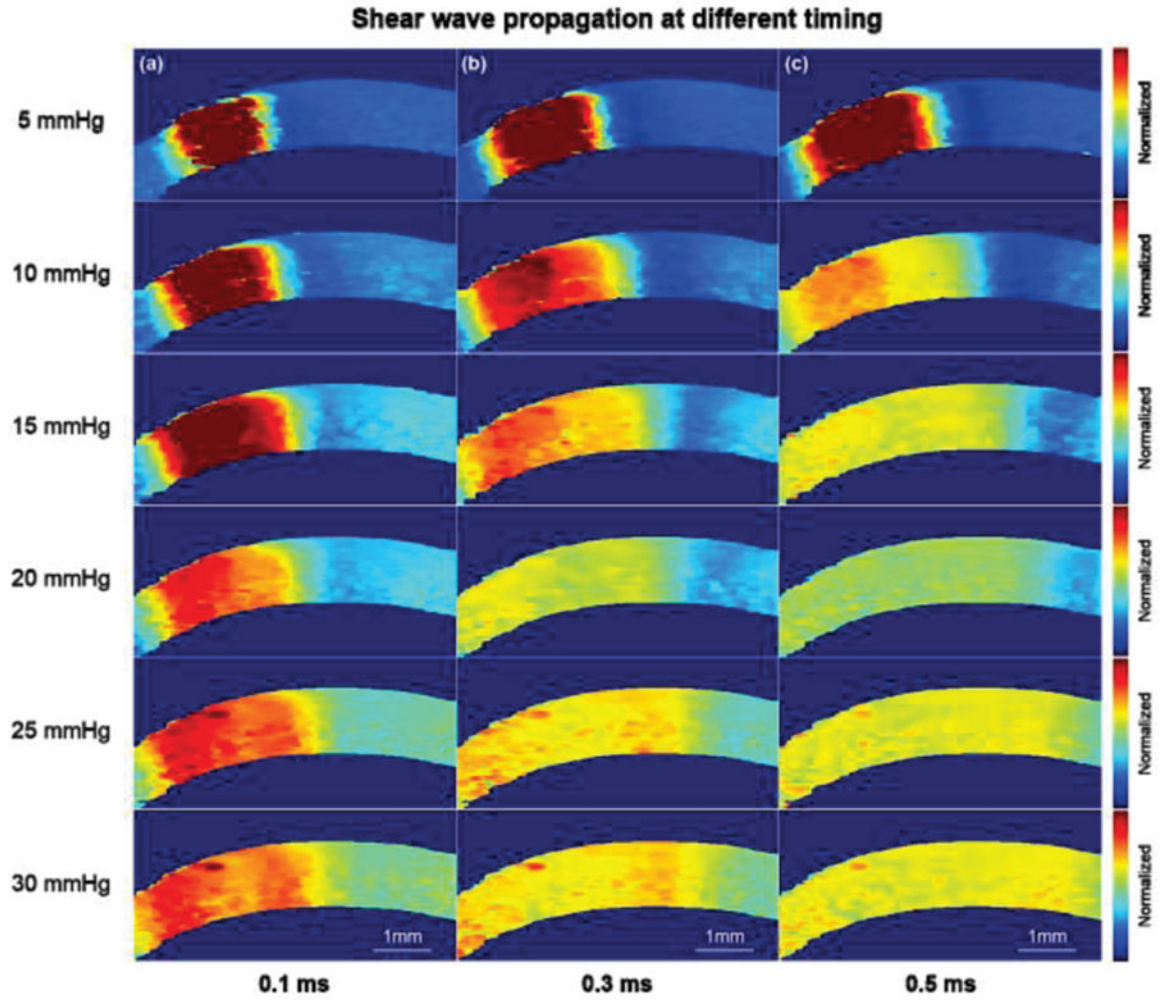 Shear wave propagation at different timing
(a) (b) (c)
5 mmHg Normalized
10 mmHg Normalized
15 mmHg Normalized
20 mmHg Normalized
25 mmHg Normalized
30 mmHg Normalized
1mm 1mm 1mm
0.1 ms 0.3 ms 0.5 ms